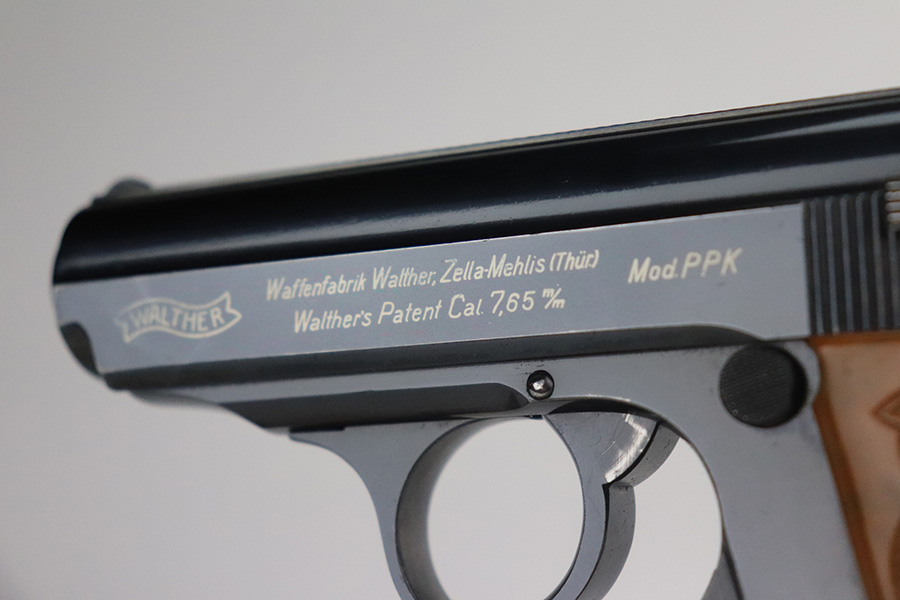 WALTHER
Waffenfabrik Walther, Zella-Mehlis (Thür)
Walther's Patent Cal. 7,65 m/m
Mod. PPK